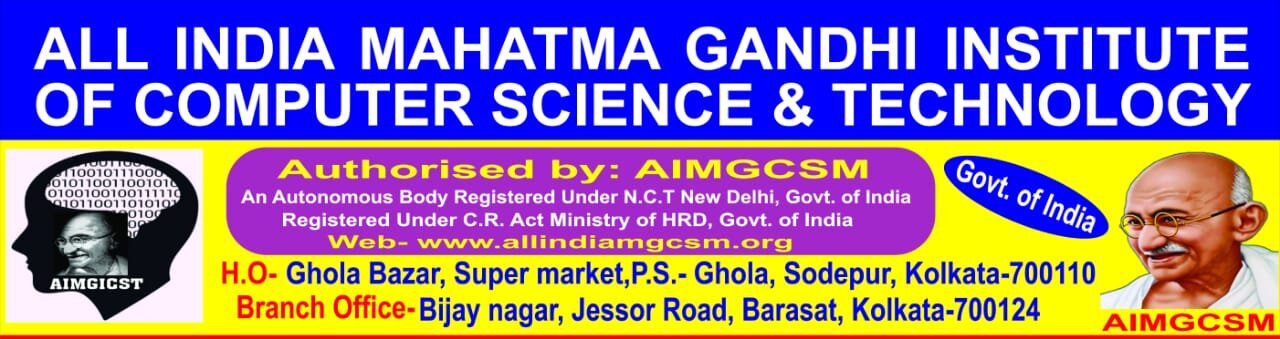 ALL INDIA MAHATMA GANDHI INSTITUTE
OF COMPUTER SCIENCE & TECHNOLOGY
AIMGICST
Authorised by: AIMGCSM
An Autonomous Body Registered Under N.C.T New Delhi, Govt. of India
Registered Under C.R. Act Ministry of HRD, Govt. of India
Web- www.allindiamgcsm.org
Govt. of India
H.O- Ghola Bazar, Super market,P.S.- Ghola, Sodepur, Kolkata-700110
Branch Office-Bijay nagar, Jessor Road, Barasat, Kolkata-700124
AIMGCSM